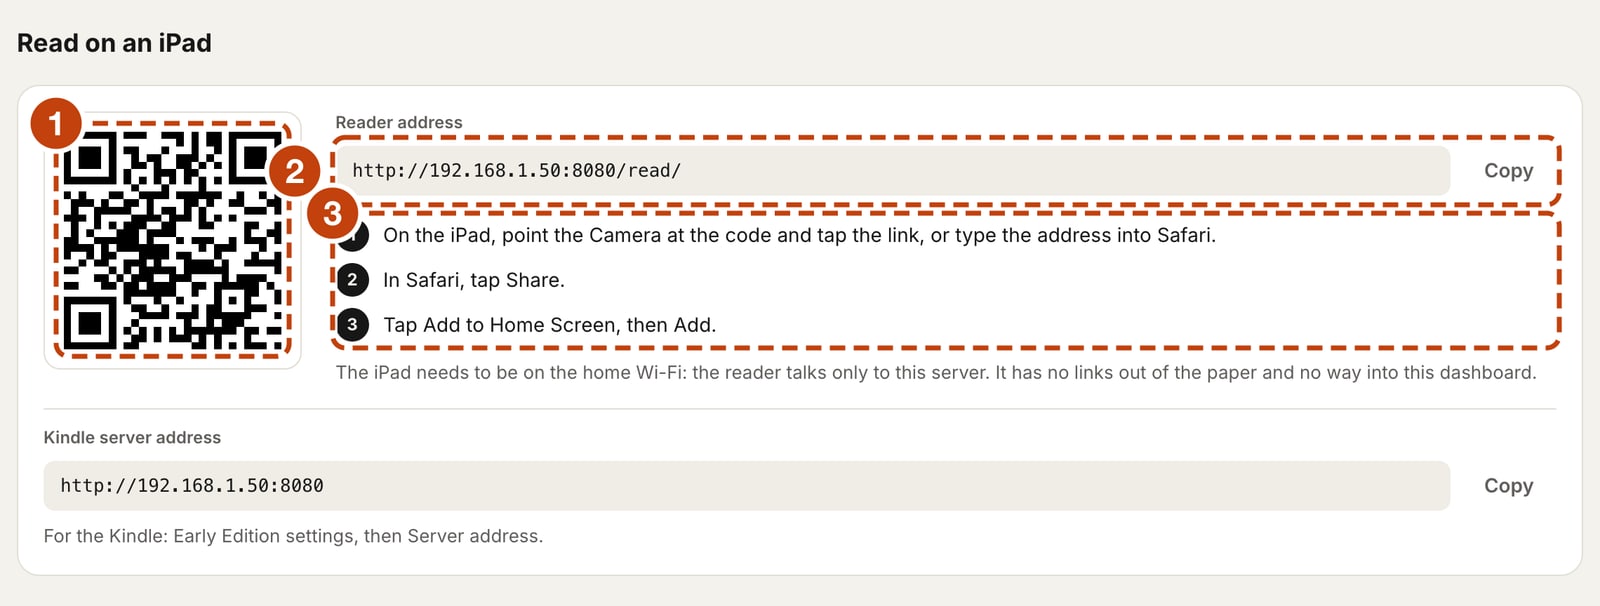 Read on an iPad
1
Reader address
2
http://192.168.1.50:8080/read/
Copy
3
On the iPad, point the Camera at the code and tap the link, or type the address into Safari.
2 In Safari, tap Share.
3 Tap Add to Home Screen, then Add.
The iPad needs to be on the home Wi-Fi: the reader talks only to this server. It has no links out of the paper and no way into this dashboard.
Kindle server address
http://192.168.1.50:8080
Copy
For the Kindle: Early Edition settings, then Server address.